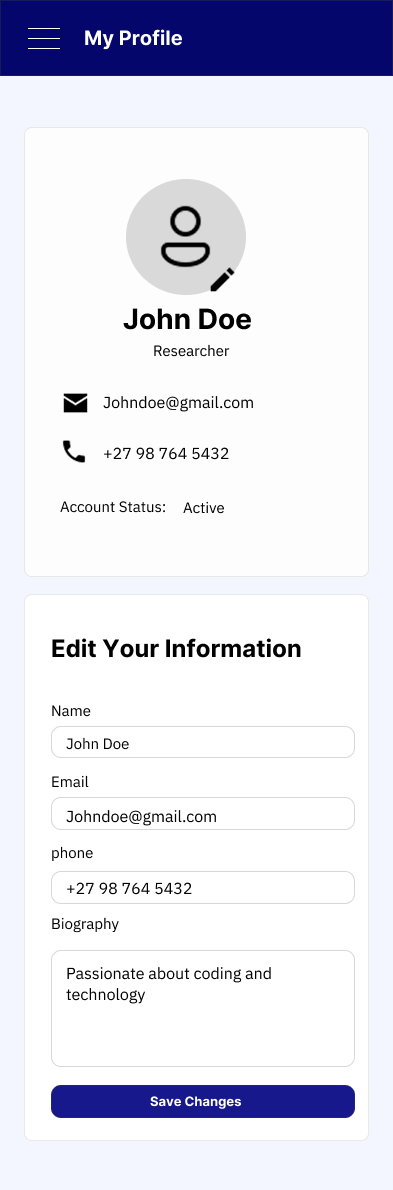 My Profile
John Doe
Researcher
Johndoe@gmail.com
+27 98 764 5432
Account Status: Active
Edit Your Information
Name
John Doe
Email
Johndoe@gmail.com
phone
+27 98 764 5432
Biography
Passionate about coding and
technology
Save Changes